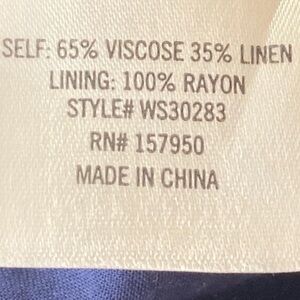 SELF: 65% VISCOSE 35% LINEN
LINING: 100% RAYON
STYLE# WS30283
RN# 157950
MADE IN CHINA